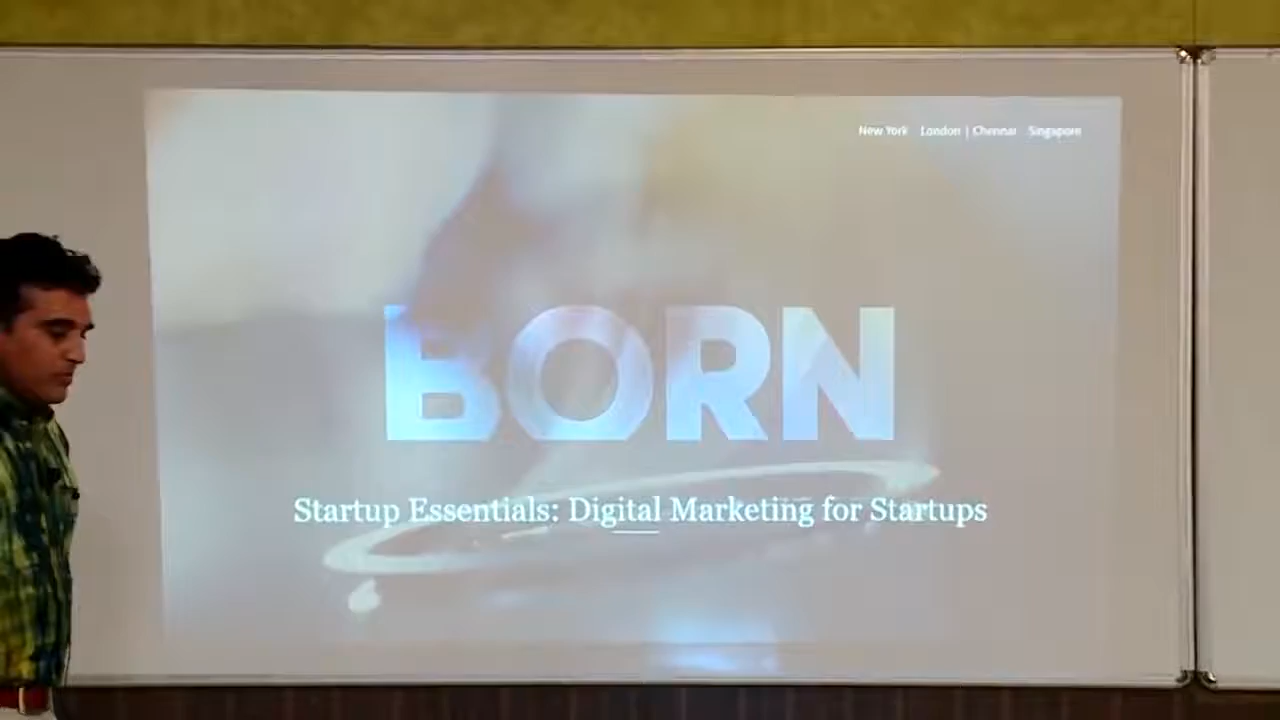 New York London | Chennai Singapore
BORN
Startup Essentials: Digital Marketing for Startups